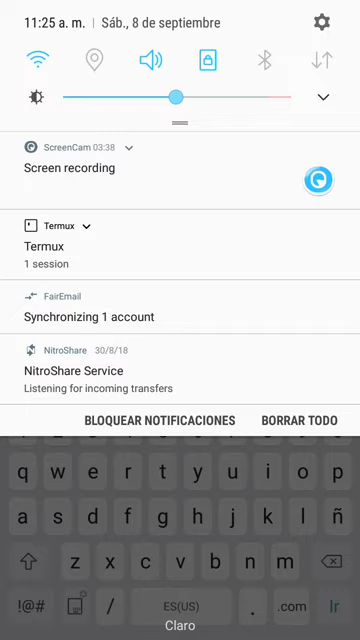 11:25 a. m. | Sáb., 8 de septiembre
ScreenCam 03:38
Screen recording
Termux
Termux
1 session
FairEmail
Synchronizing 1 account
NitroShare 30/8/18
NitroShare Service
Listening for incoming transfers
BLOQUEAR NOTIFICACIONES BORRAR TODO
q w e r t y u i o p
a s d f g h j k l ñ
z x c v b n m
!@# / ES(US) . .com Ir
Claro